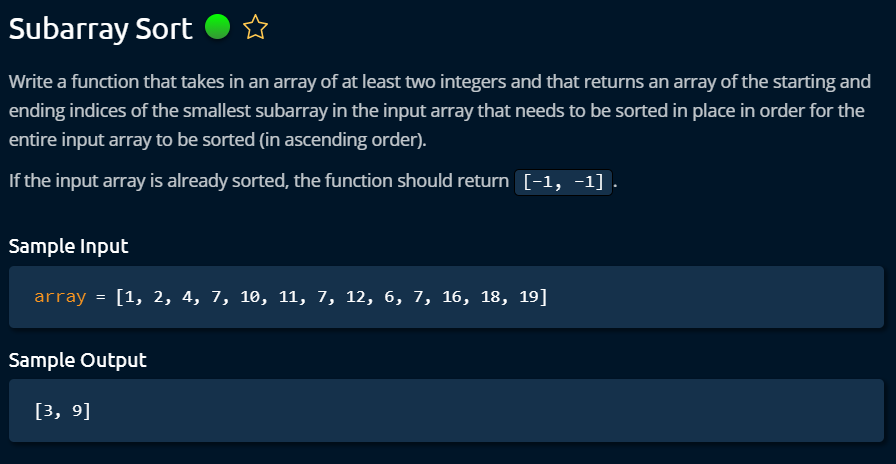 Subarray Sort
Write a function that takes in an array of at least two integers and that returns an array of the starting and
ending indices of the smallest subarray in the input array that needs to be sorted in place in order for the
entire input array to be sorted (in ascending order).
If the input array is already sorted, the function should return [-1, -1] .
Sample Input
array = [1, 2, 4, 7, 10, 11, 7, 12, 6, 7, 16, 18, 19]
Sample Output
[3, 9]